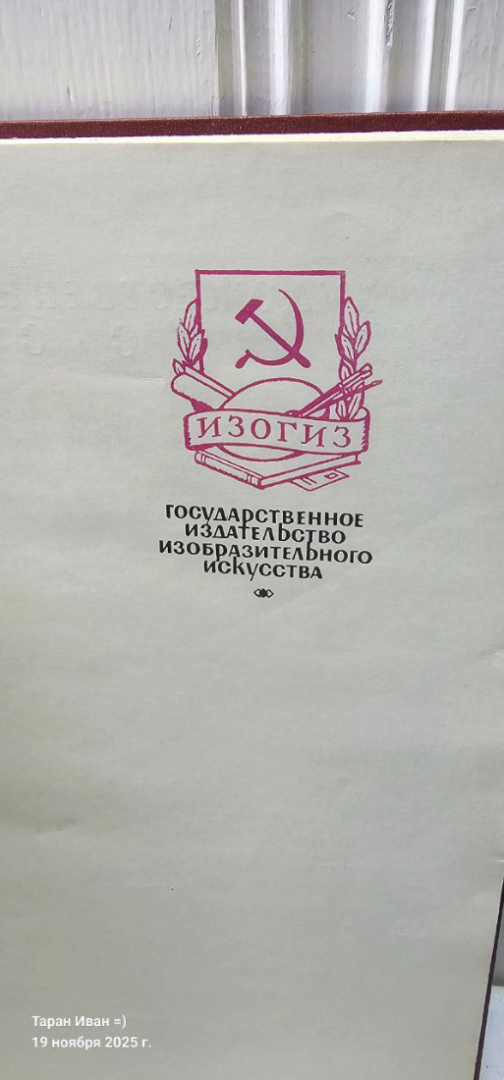 ИЗОГИЗ
ГОСУДАРСТВЕННОЕ
ИЗДАТЕЛЬСТВО
ИЗОБРАЗИТЕЛЬНОГО
ИСКУССТВА
Таран Иван =)
19 ноября 2025 г.